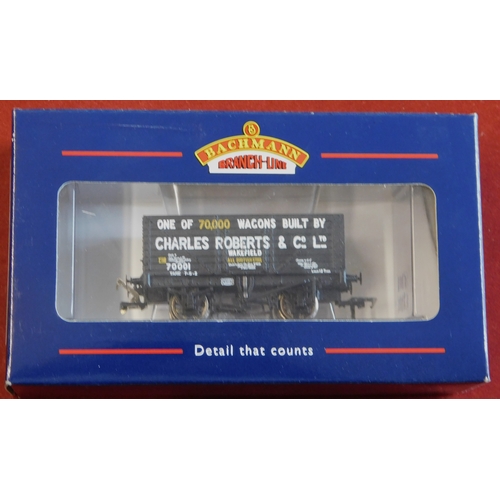 B
BACHMANN
BRANCH-LINE
ONE OF 70,000 WAGONS BUILT BY
CHARLES ROBERTS & Co LTD
WAKEFIELD
70001
Detail that counts